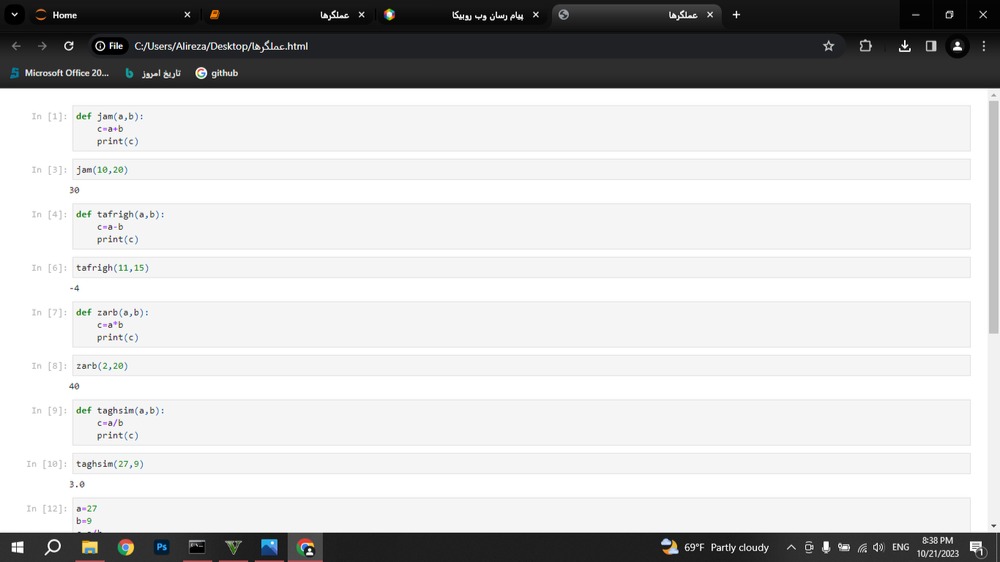 Home
عملگرها
پیام رسان وب روبیکا
عملگرها
File
C:/Users/Alireza/Desktop/عملگرها.html
Microsoft Office 20...
تاریخ امروز
github
In [1]:
def jam(a,b):
c=a+b
print(c)
In [3]:
jam(10,20)
30
In [4]:
def tafrigh(a,b):
c=a-b
print(c)
In [6]:
tafrigh(11,15)
-4
In [7]:
def zarb(a,b):
c=a*b
print(c)
In [8]:
zarb(2,20)
40
In [9]:
def taghsim(a,b):
c=a/b
print(c)
In [10]:
taghsim(27,9)
3.0
In [12]:
a=27
b=9
Ps
69°F Partly cloudy
ENG
8:38 PM
10/21/2023
1